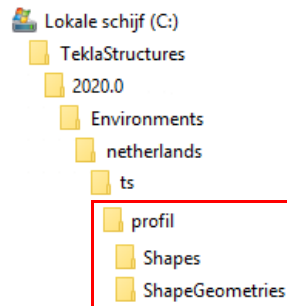 Lokale schijf (C:)
TeklaStructures
2020.0
Environments
netherlands
ts
profil
Shapes
ShapeGeometries